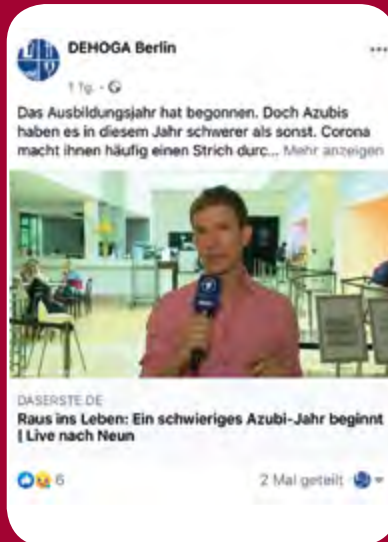 DEHOGA Berlin
1 Tg.
Das Ausbildungsjahr hat begonnen. Doch Azubis
haben es in diesem Jahr schwerer als sonst. Corona
macht ihnen häufig einen Strich durc... Mehr anzeigen
DASERSTE.DE
Raus ins Leben: Ein schwieriges Azubi-Jahr beginnt
| Live nach Neun
6
2 Mal geteilt